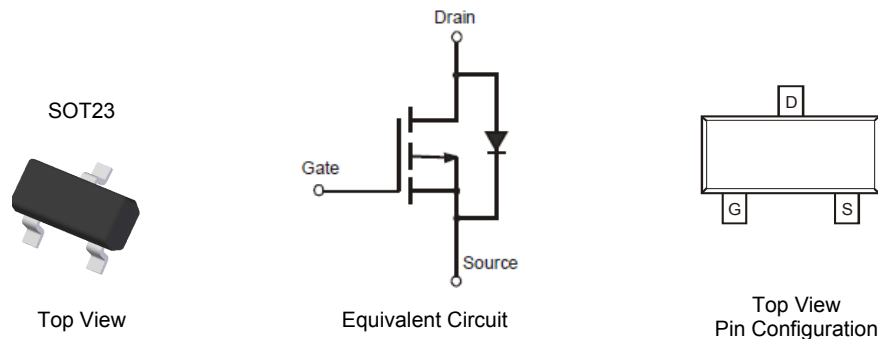 SOT23
Top View
Drain
Gate
Source
Equivalent Circuit
D
G
S
Top View
Pin Configuration